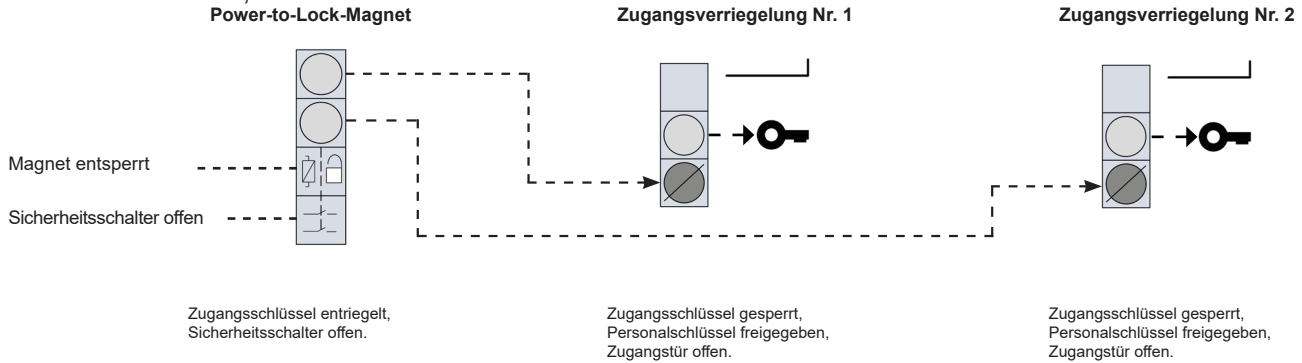 Power-to-Lock-Magnet
Zugangsverriegelung Nr. 1
Zugangsverriegelung Nr. 2
Magnet entsperrt
Sicherheitsschalter offen
Zugangsschlüssel entriegelt,
Sicherheitsschalter offen.
Zugangsschlüssel gesperrt,
Personalschlüssel freigegeben,
Zugangstür offen.
Zugangsschlüssel gesperrt,
Personalschlüssel freigegeben,
Zugangstür offen.